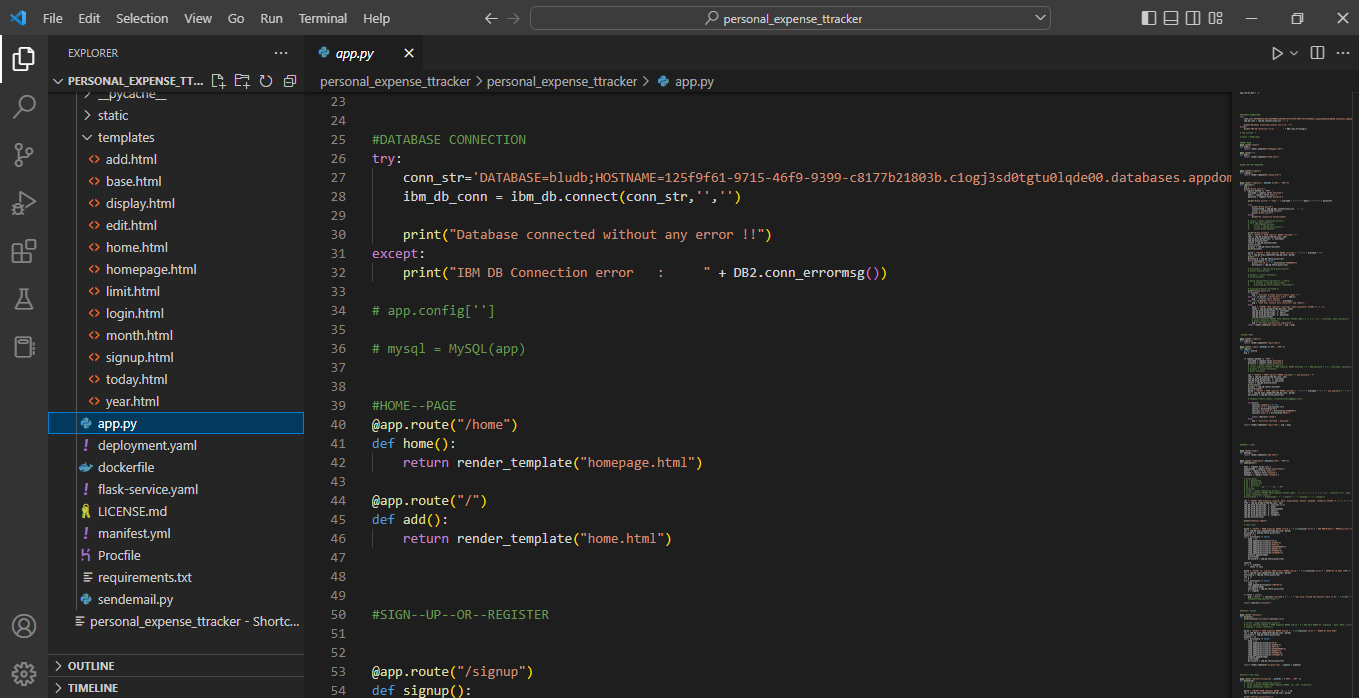 File Edit Selection View Go Run Terminal Help
personal_expense_ttracker
EXPLORER
PERSONAL_EXPENSE_TT...
__pycache__
static
templates
add.html
base.html
display.html
edit.html
home.html
homepage.html
limit.html
login.html
month.html
signup.html
today.html
year.html
app.py
deployment.yaml
dockerfile
flask-service.yaml
LICENSE.md
manifest.yml
Procfile
requirements.txt
sendemail.py
personal_expense_ttracker - Shortc...
OUTLINE
TIMELINE
app.py
personal_expense_ttracker > personal_expense_ttracker > app.py
23
24
25 #DATABASE CONNECTION
26 try:
27 conn_str='DATABASE=bludb;HOSTNAME=125f9f61-9715-46f9-9399-c8177b21803b.c1ogj3sd0tgtu0lqde00.databases.appdom
28 ibm_db_conn = ibm_db.connect(conn_str,'','')
29
30 print("Database connected without any error !!")
31 except:
32 print("IBM DB Connection error   :     " + DB2.conn_errormsg())
33
34 # app.config['']
35
36 # mysql = MySQL(app)
37
38
39 #HOME--PAGE
40 @app.route("/home")
41 def home():
42 return render_template("homepage.html")
43
44 @app.route("/")
45 def add():
46 return render_template("home.html")
47
48
49
50 #SIGN--UP--OR--REGISTER
51
52
53 @app.route("/signup")
54 def signup():